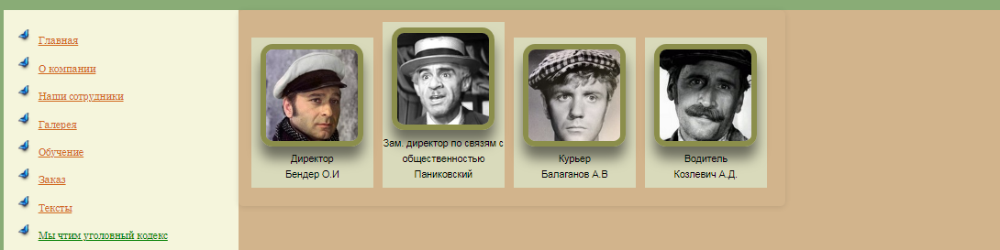 Главная
О компании
Наши сотрудники
Галерея
Обучение
Заказ
Тексты
Мы чтим уголовный кодекс
Директор
Бендер О.И
Зам. директор по связям с
общественностью
Паниковский
Курьер
Балаганов А.В
Водитель
Козлевич А.Д.